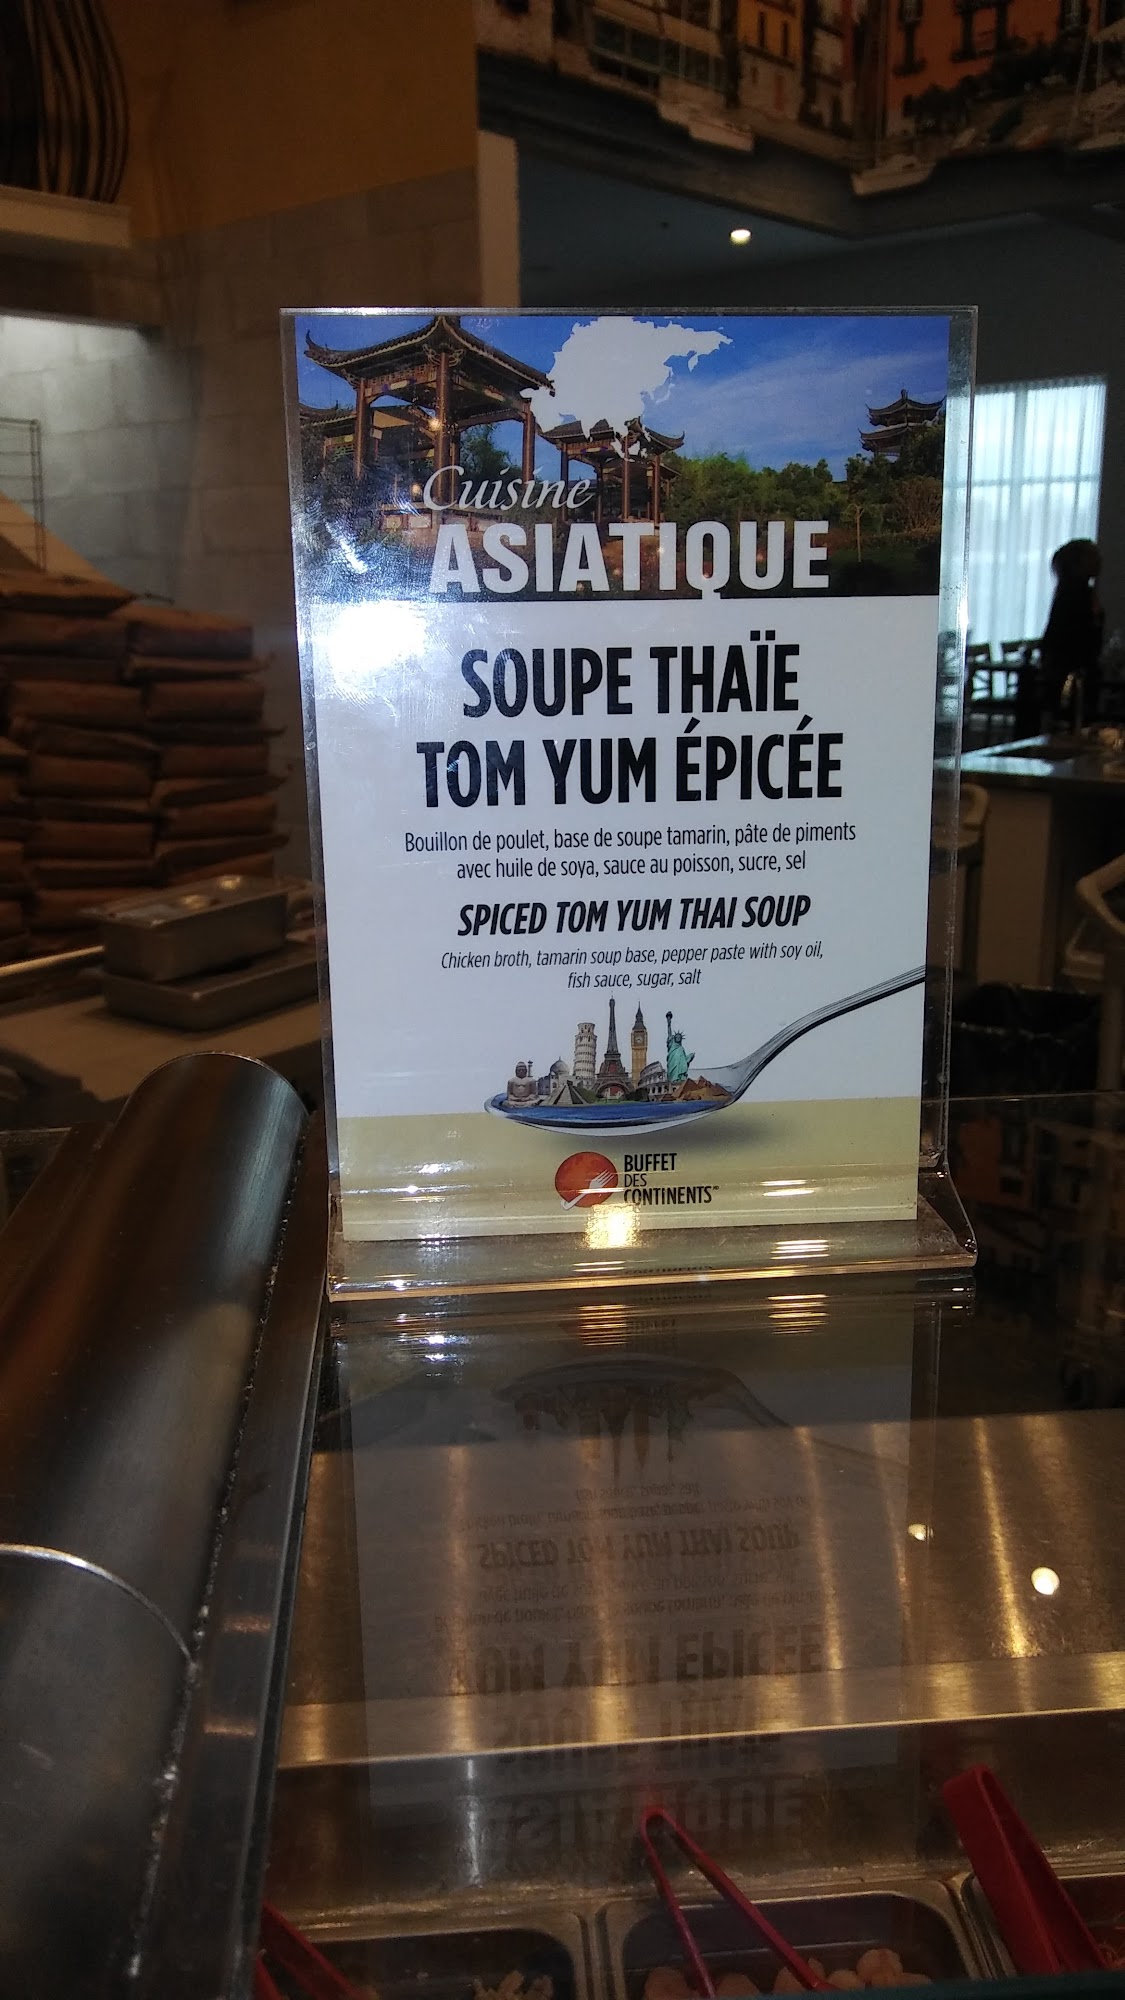 Cuisine
ASIATIQUE
SOUPE THAÏE
TOM YUM ÉPICÉE
Bouillon de poulet, base de soupe tamarin, pâte de piments
avec huile de soya, sauce au poisson, sucre, sel
SPICED TOM YUM THAI SOUP
Chicken broth, tamarin soup base, pepper paste with soy oil,
fish sauce, sugar, salt
BUFFET
DES
CONTINENTS